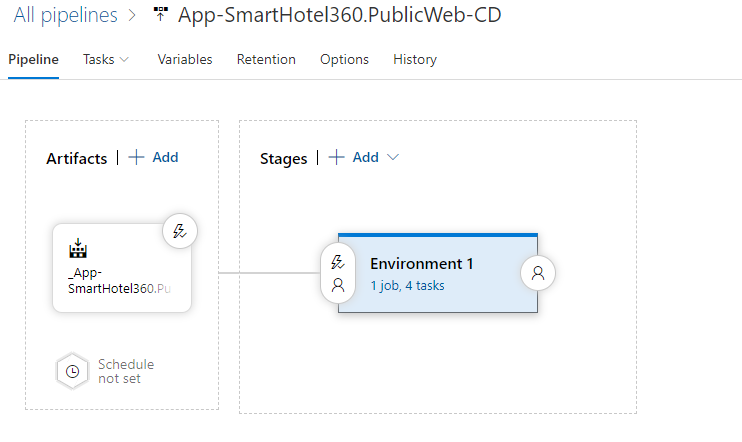 All pipelines > App-SmartHotel360.PublicWeb-CD
Pipeline Tasks Variables Retention Options History
Artifacts | + Add
Stages | + Add
_App-
SmartHotel360.Pu
Environment 1
1 job, 4 tasks
Schedule
not set